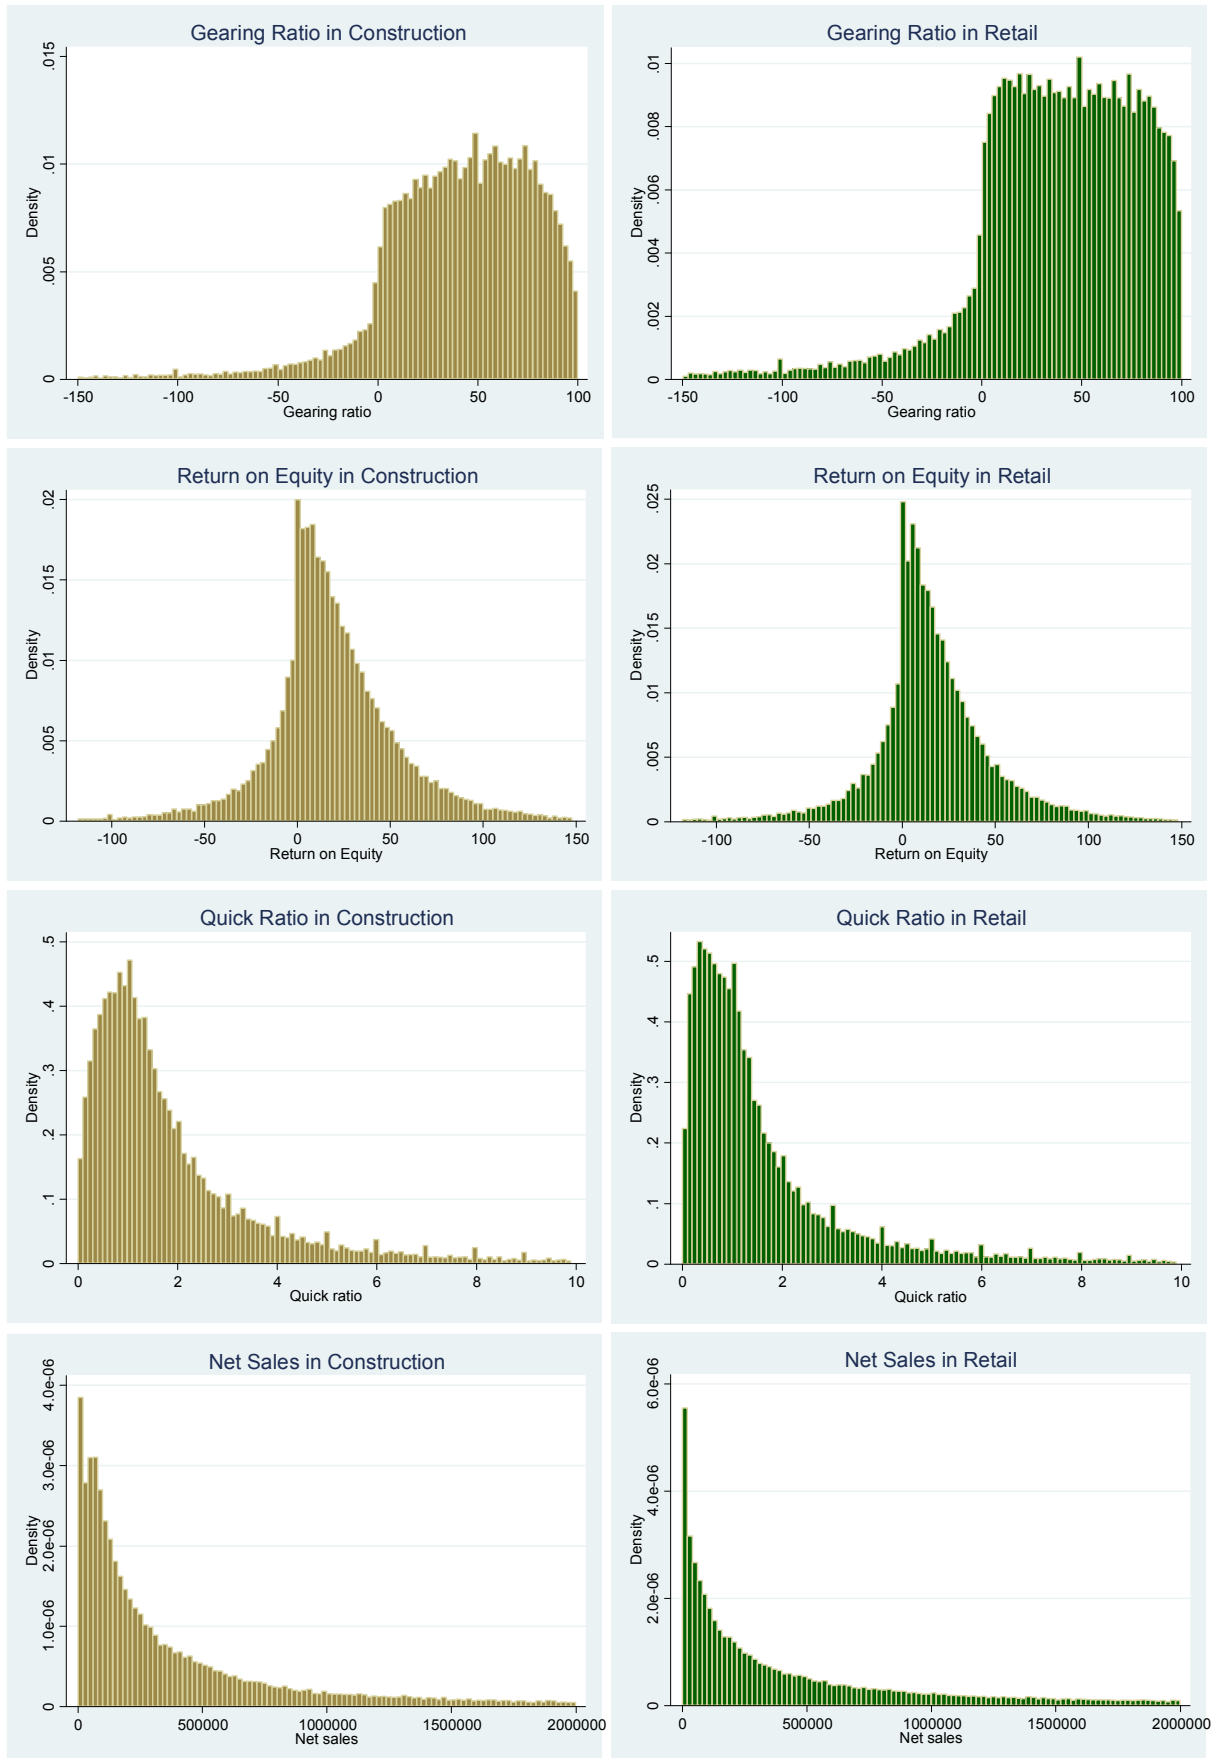 Gearing Ratio in Construction
Density
0 .005 .01 .015
-150 -100 -50 0 50 100
Gearing ratio
Gearing Ratio in Retail
Density
0 .002 .004 .006 .008 .01
-150 -100 -50 0 50 100
Gearing ratio
Return on Equity in Construction
Density
0 .005 .01 .015 .02
-100 -50 0 50 100 150
Return on Equity
Return on Equity in Retail
Density
0 .005 .01 .015 .02 .025
-100 -50 0 50 100 150
Return on Equity
Quick Ratio in Construction
Density
0 .1 .2 .3 .4 .5
0 2 4 6 8 10
Quick ratio
Quick Ratio in Retail
Density
0 .1 .2 .3 .4 .5
0 2 4 6 8 10
Quick ratio
Net Sales in Construction
Density
0 1.0e-06 2.0e-06 3.0e-06 4.0e-06
0 500000 1000000 1500000 2000000
Net sales
Net Sales in Retail
Density
0 2.0e-06 4.0e-06 6.0e-06
0 500000 1000000 1500000 2000000
Net sales